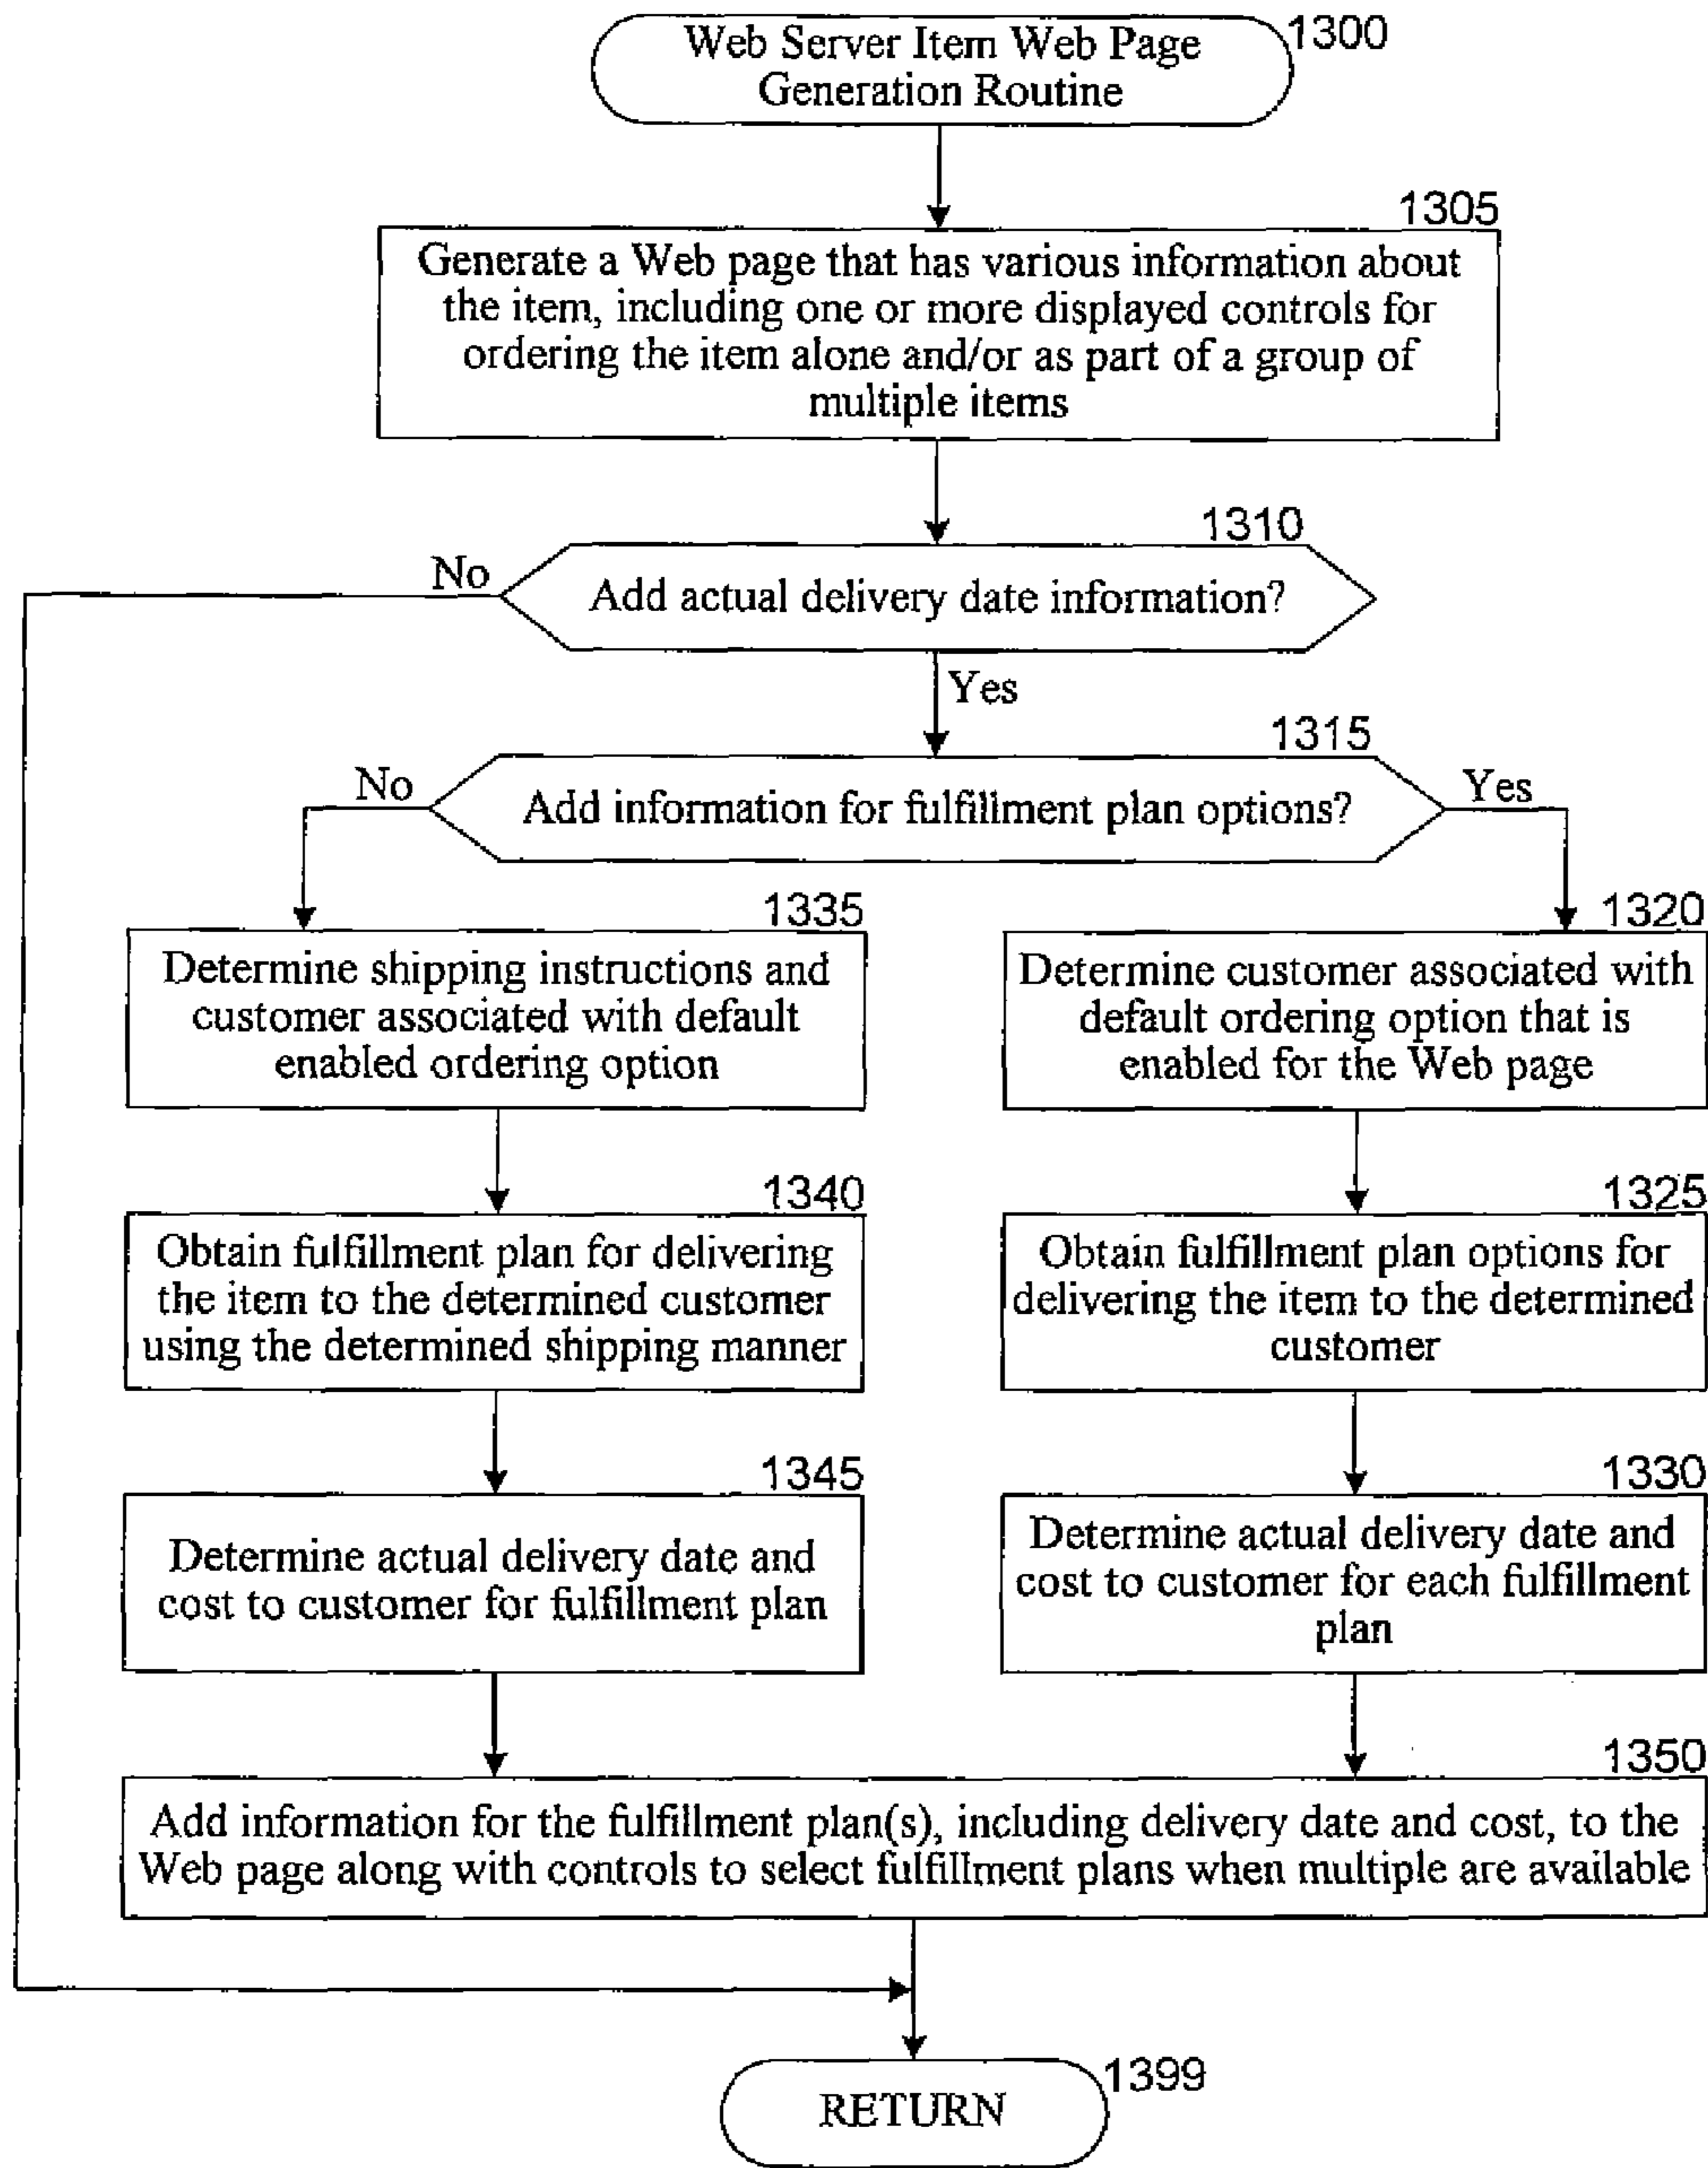 Web Server Item Web Page
Generation Routine
1300
1305
Generate a Web page that has various information about
the item, including one or more displayed controls for
ordering the item alone and/or as part of a group of
multiple items
1310
No
Add actual delivery date information?
Yes
1315
No
Add information for fulfillment plan options?
Yes
1335
Determine shipping instructions and
customer associated with default
enabled ordering option
1320
Determine customer associated with
default ordering option that is
enabled for the Web page
1340
Obtain fulfillment plan for delivering
the item to the determined customer
using the determined shipping manner
1325
Obtain fulfillment plan options for
delivering the item to the determined
customer
1345
Determine actual delivery date and
cost to customer for fulfillment plan
1330
Determine actual delivery date and
cost to customer for each fulfillment
plan
1350
Add information for the fulfillment plan(s), including delivery date and cost, to the
Web page along with controls to select fulfillment plans when multiple are available
RETURN
1399